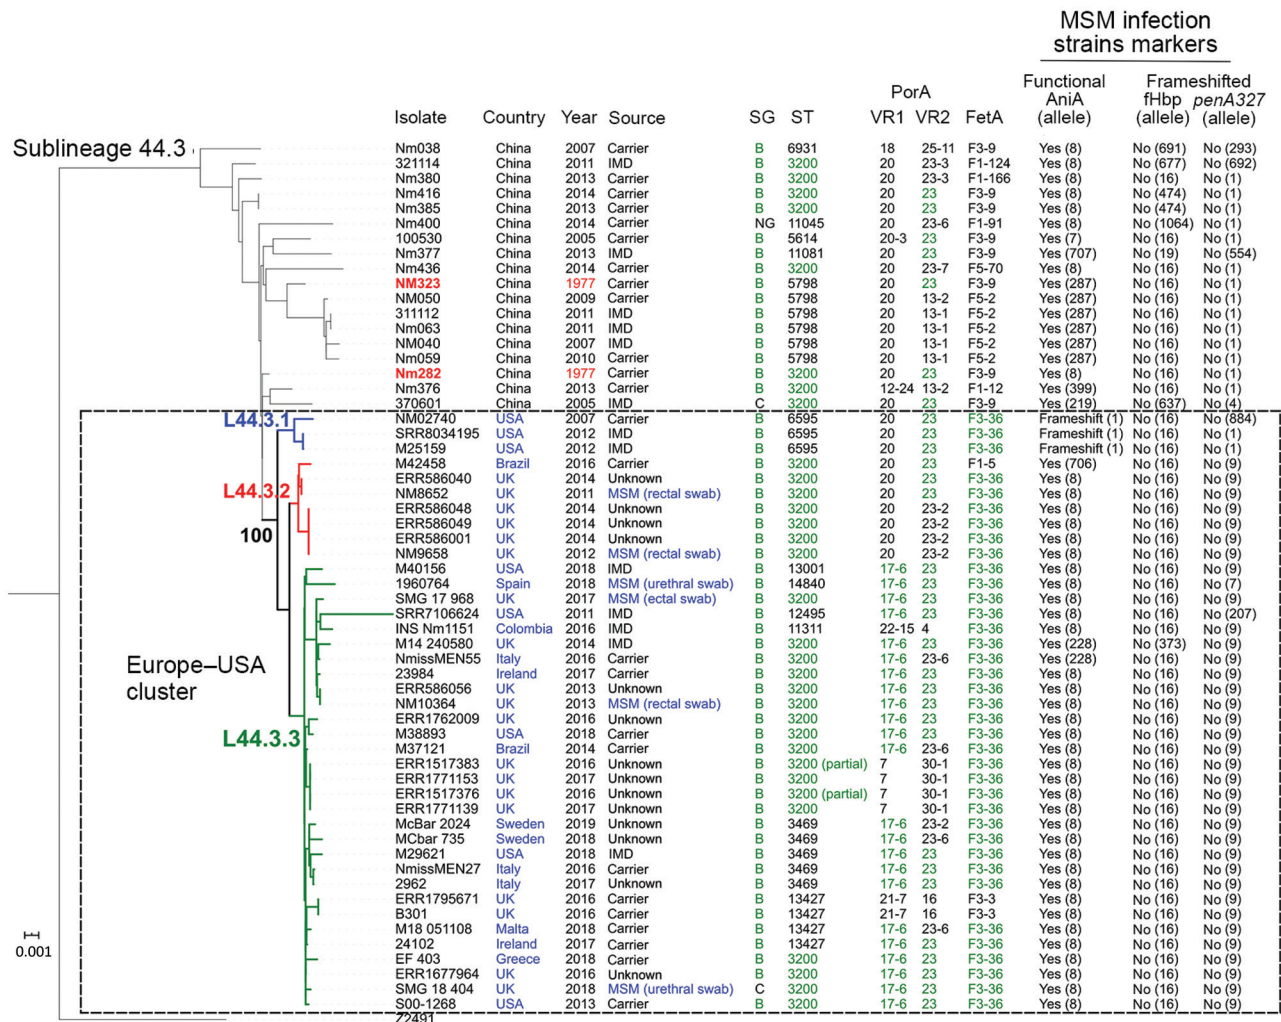 MSM infection
strains markers
Functional Frameshifted
PorA AniA fHbp penA327
Isolate Country Year Source SG ST VR1 VR2 FetA (allele) (allele) (allele)
Sublineage 44.3
Nm038 China 2007 Carrier B 6931 18 25-11 F3-9 Yes (8) No (691) No (293)
321114 China 2011 IMD B 3200 20 23-3 F1-124 Yes (8) No (677) No (692)
Nm380 China 2013 Carrier B 3200 20 23-3 F1-166 Yes (8) No (16) No (1)
Nm416 China 2014 Carrier B 3200 20 23 F3-9 Yes (8) No (474) No (1)
Nm385 China 2013 Carrier B 3200 20 23 F3-9 Yes (8) No (474) No (1)
Nm400 China 2014 Carrier NG 11045 20 23-6 F1-91 Yes (8) No (1064) No (1)
100530 China 2005 Carrier B 5614 20-3 23 F3-9 Yes (7) No (16) No (1)
Nm377 China 2013 IMD B 11081 20 23 F3-9 Yes (707) No (19) No (554)
Nm436 China 2014 Carrier B 3200 20 23-7 F5-70 Yes (8) No (16) No (1)
NM323 China 1977 Carrier B 5798 20 23 F3-9 Yes (287) No (16) No (1)
NM050 China 2009 Carrier B 5798 20 13-2 F5-2 Yes (287) No (16) No (1)
311112 China 2011 IMD B 5798 20 13-1 F5-2 Yes (287) No (16) No (1)
Nm063 China 2011 IMD B 5798 20 13-1 F5-2 Yes (287) No (16) No (1)
NM040 China 2007 IMD B 5798 20 13-1 F5-2 Yes (287) No (16) No (1)
Nm059 China 2010 Carrier B 5798 20 13-1 F5-2 Yes (287) No (16) No (1)
Nm282 China 1977 Carrier B 3200 20 23 F3-9 Yes (8) No (16) No (1)
Nm376 China 2013 Carrier B 3200 12-24 13-2 F1-12 Yes (399) No (16) No (1)
370601 China 2005 IMD C 3200 20 23 F3-9 Yes (219) No (637) No (4)
L44.3.1 NM02740 USA 2007 Carrier B 6595 20 23 F3-36 Frameshift (1) No (16) No (884)
SRR8034195 USA 2012 IMD B 6595 20 23 F3-36 Frameshift (1) No (16) No (1)
M25159 USA 2012 IMD B 6595 20 23 F3-36 Frameshift (1) No (16) No (1)
M42458 Brazil 2016 Carrier B 3200 20 23 F1-5 Yes (706) No (16) No (9)
ERR586040 UK 2014 Unknown B 3200 20 23 F3-36 Yes (8) No (16) No (9)
L44.3.2 NM8652 UK 2011 MSM (rectal swab) B 3200 20 23 F3-36 Yes (8) No (16) No (9)
ERR586048 UK 2014 Unknown B 3200 20 23-2 F3-36 Yes (8) No (16) No (9)
ERR586049 UK 2014 Unknown B 3200 20 23-2 F3-36 Yes (8) No (16) No (9)
100 ERR586001 UK 2014 Unknown B 3200 20 23-2 F3-36 Yes (8) No (16) No (9)
NM9658 UK 2012 MSM (rectal swab) B 3200 20 23-2 F3-36 Yes (8) No (16) No (9)
M40156 USA 2018 IMD B 13001 17-6 23 F3-36 Yes (8) No (16) No (9)
1960764 Spain 2018 MSM (urethral swab) B 14840 17-6 23 F3-36 Yes (8) No (16) No (7)
SMG 17 968 UK 2017 MSM (ectal swab) B 3200 17-6 23 F3-36 Yes (8) No (16) No (9)
SRR7106624 USA 2011 IMD B 12495 17-6 23 F3-36 Yes (8) No (16) No (207)
INS Nm1151 Colombia 2016 IMD B 11311 22-15 4 F3-36 Yes (8) No (16) No (9)
M14 240580 UK 2014 IMD B 3200 17-6 23 F3-36 Yes (228) No (373) No (9)
Europe–USA
cluster
NmissMEN55 Italy 2016 Carrier B 3200 17-6 23-6 F3-36 Yes (228) No (16) No (9)
23984 Ireland 2017 Carrier B 3200 17-6 23 F3-36 Yes (8) No (16) No (9)
ERR586056 UK 2013 Unknown B 3200 17-6 23 F3-36 Yes (8) No (16) No (9)
NM10364 UK 2013 MSM (rectal swab) B 3200 17-6 23 F3-36 Yes (8) No (16) No (9)
ERR1762009 UK 2016 Unknown B 3200 17-6 23 F3-36 Yes (8) No (16) No (9)
L44.3.3 M38893 USA 2018 Carrier B 3200 17-6 23 F3-36 Yes (8) No (16) No (9)
M37121 Brazil 2014 Carrier B 3200 17-6 23-6 F3-36 Yes (8) No (16) No (9)
ERR1517383 UK 2016 Unknown B 3200 (partial) 7 30-1 F3-36 Yes (8) No (16) No (9)
ERR1771153 UK 2017 Unknown B 3200 7 30-1 F3-36 Yes (8) No (16) No (9)
ERR1517376 UK 2016 Unknown B 3200 (partial) 7 30-1 F3-36 Yes (8) No (16) No (9)
ERR1771139 UK 2017 Unknown B 3200 7 30-1 F3-36 Yes (8) No (16) No (9)
McBar 2024 Sweden 2019 Unknown B 3469 17-6 23-2 F3-36 Yes (8) No (16) No (9)
MCbar 735 Sweden 2018 Unknown B 3469 17-6 23-6 F3-36 Yes (8) No (16) No (9)
M29621 USA 2018 IMD B 3469 17-6 23 F3-36 Yes (8) No (16) No (9)
NmissMEN27 Italy 2016 Carrier B 3469 17-6 23 F3-36 Yes (8) No (16) No (9)
2962 Italy 2017 Unknown B 3469 17-6 23 F3-36 Yes (8) No (16) No (9)
ERR1795671 UK 2016 Carrier B 13427 21-7 16 F3-3 Yes (8) No (16) No (9)
B301 UK 2016 Carrier B 13427 21-7 16 F3-3 Yes (8) No (16) No (9)
M18 051108 Malta 2018 Carrier B 13427 17-6 23-6 F3-36 Yes (8) No (16) No (9)
24102 Ireland 2017 Carrier B 13427 17-6 23 F3-36 Yes (8) No (16) No (9)
0.001
EF 403 Greece 2018 Carrier B 3200 17-6 23 F3-36 Yes (8) No (16) No (9)
ERR1677964 UK 2016 Unknown B 3200 17-6 23 F3-36 Yes (8) No (16) No (9)
SMG 18 404 UK 2018 MSM (urethral swab) C 3200 17-6 23 F3-36 Yes (8) No (16) No (9)
S00-1268 USA 2013 Carrier B 3200 17-6 23 F3-36 Yes (8) No (16) No (9)
Z2491